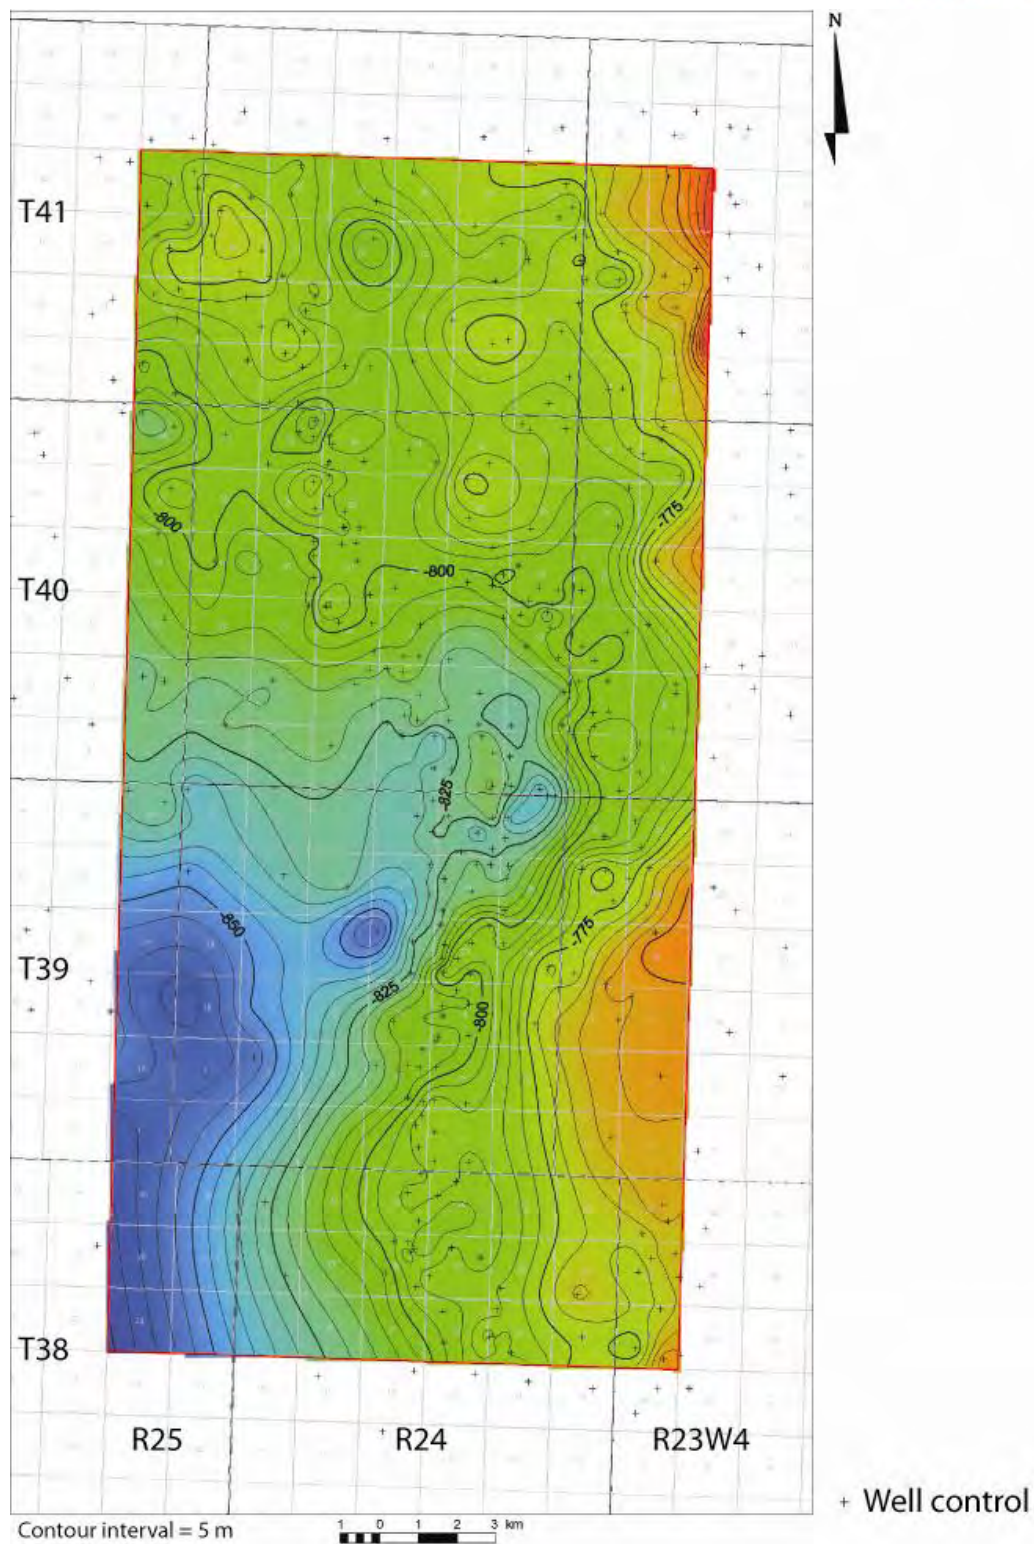 N
T41
-775
-800
-800
T40
-825
-850
-775
T39
-825
-800
T38
R25
R24
R23W4
+ Well control
Contour interval = 5 m
1 0 1 2 3 km